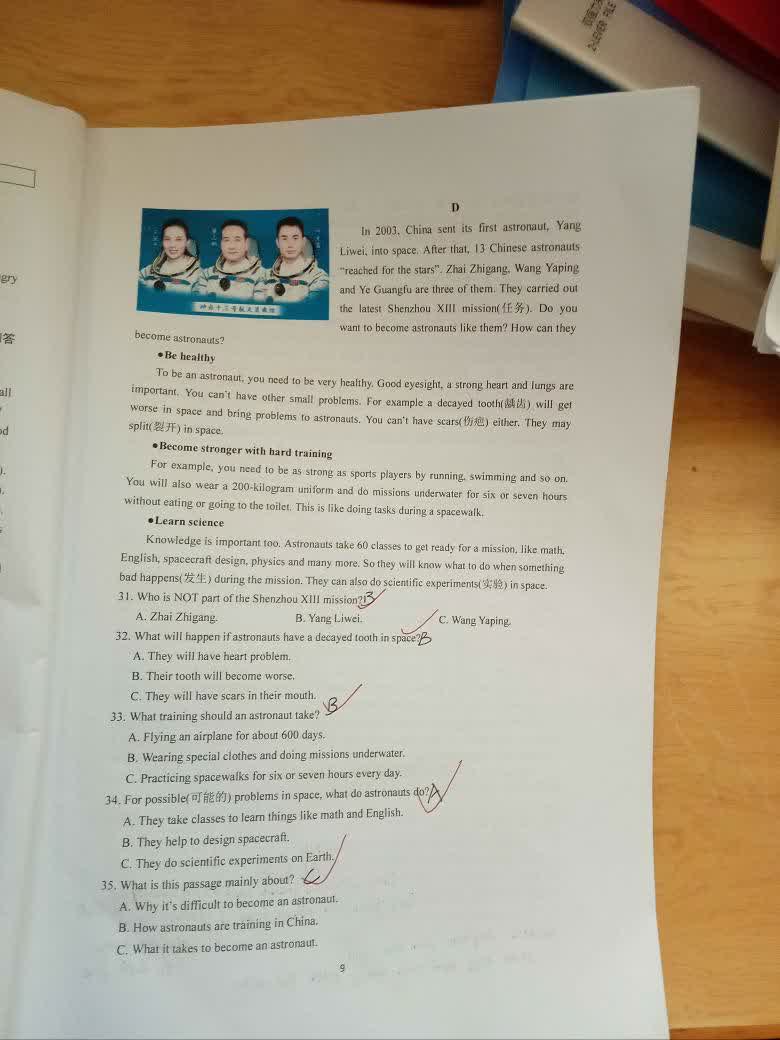 2-LEVER FILE
gry
答
all
D
In 2003, China sent its first astronaut, Yang
Liwei, into space. After that, 13 Chinese astronauts
“reached for the stars”. Zhai Zhigang, Wang Yaping
and Ye Guangfu are three of them. They carried out
the latest Shenzhou XIII mission(任务). Do you
want to become astronauts like them? How can they
神舟十三号航天员乘组
become astronauts?
●Be healthy
To be an astronaut, you need to be very healthy. Good eyesight, a strong heart and lungs are
important. You can't have other small problems. For example a decayed tooth(龋齿) will get
worse in space and bring problems to astronauts. You can't have scars(伤疤) either. They may
split(裂开) in space.
●Become stronger with hard training
For example, you need to be as strong as sports players by running, swimming and so on.
You will also wear a 200-kilogram uniform and do missions underwater for six or seven hours
without eating or going to the toilet. This is like doing tasks during a spacewalk.
●Learn science
Knowledge is important too. Astronauts take 60 classes to get ready for a mission, like math,
English, spacecraft design, physics and many more. So they will know what to do when something
bad happens(发生) during the mission. They can also do scientific experiments(实验) in space.
31. Who is NOT part of the Shenzhou XIII mission? B
A. Zhai Zhigang. B. Yang Liwei. C. Wang Yaping.
32. What will happen if astronauts have a decayed tooth in space? B
A. They will have heart problem.
B. Their tooth will become worse.
C. They will have scars in their mouth.
33. What training should an astronaut take? B
A. Flying an airplane for about 600 days.
B. Wearing special clothes and doing missions underwater.
C. Practicing spacewalks for six or seven hours every day.
34. For possible(可能的) problems in space, what do astronauts do? A
A. They take classes to learn things like math and English.
B. They help to design spacecraft.
C. They do scientific experiments on Earth.
35. What is this passage mainly about? C
A. Why it's difficult to become an astronaut.
B. How astronauts are training in China.
C. What it takes to become an astronaut.
9